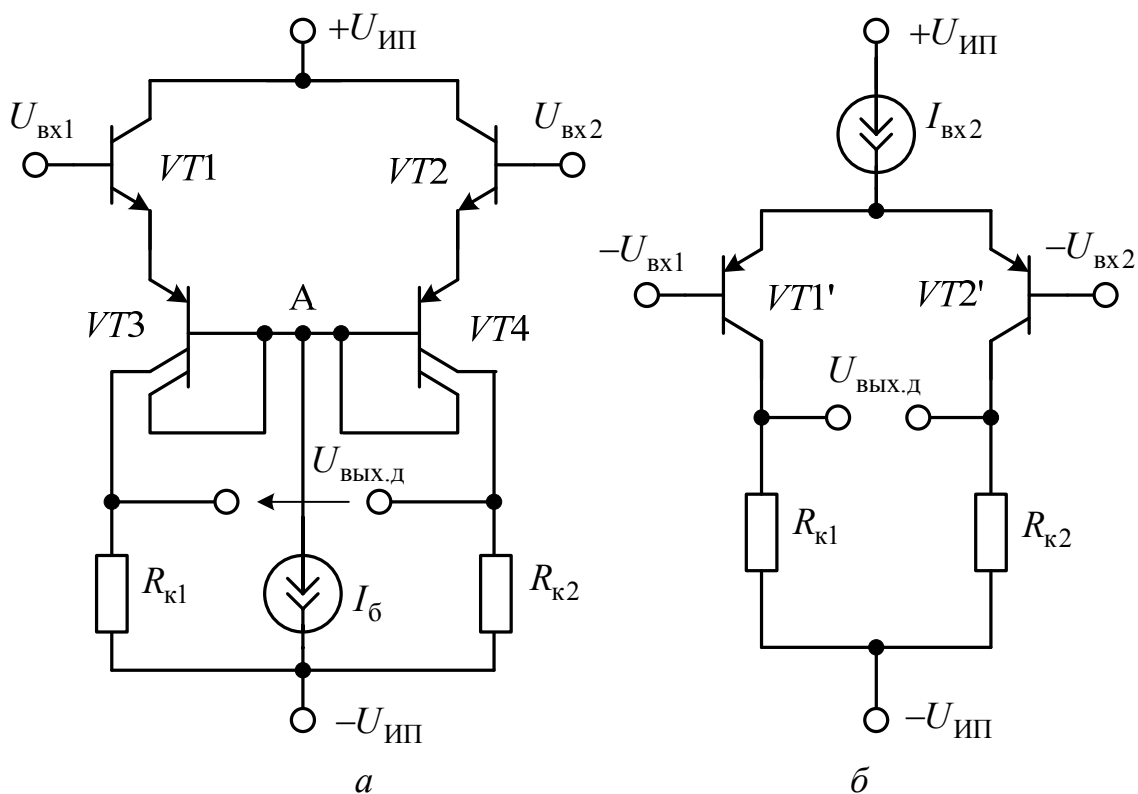 +U_ИП
U_вх1
U_вх2
VT1
VT2
VT3
A
VT4
U_вых.д
R_к1
I_б
R_к2
−U_ИП
а
+U_ИП
I_вх2
−U_вх1
−U_вх2
VT1'
VT2'
U_вых.д
R_к1
R_к2
−U_ИП
б